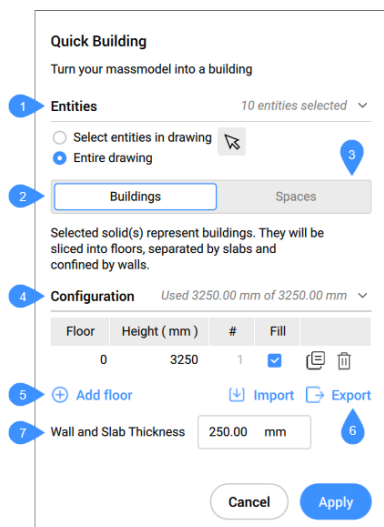 Quick Building
Turn your massmodel into a building
1 Entities 10 entities selected
Select entities in drawing
Entire drawing
3
2 Buildings Spaces
Selected solid(s) represent buildings. They will
be
sliced into floors, separated by slabs and
confined by walls.
4 Configuration Used 3250.00 mm of 3250.00 mm
Floor Height ( mm ) # Fill
0 3250 1
5 Add floor Import Export
6
7 Wall and Slab Thickness 250.00 mm
Cancel Apply